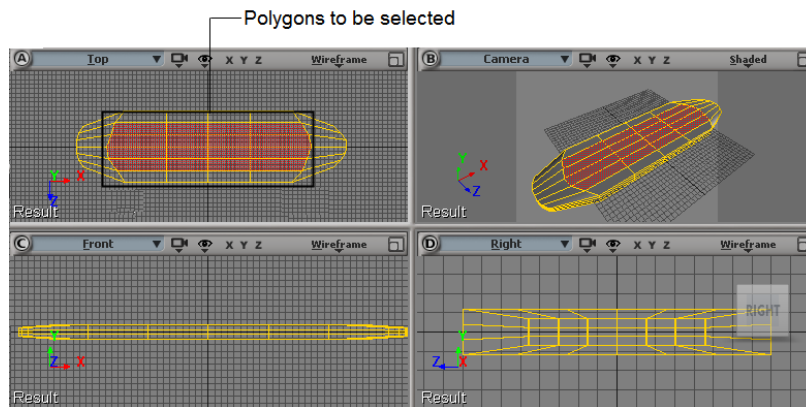 Polygons to be selected
A Top X Y Z Wireframe
B Camera X Y Z Shaded
Y X
Z
Result
Y X
Z
Result
C Front X Y Z Wireframe
D Right X Y Z Wireframe
RIGHT
Y
Z X
Result
Y
Z X
Result